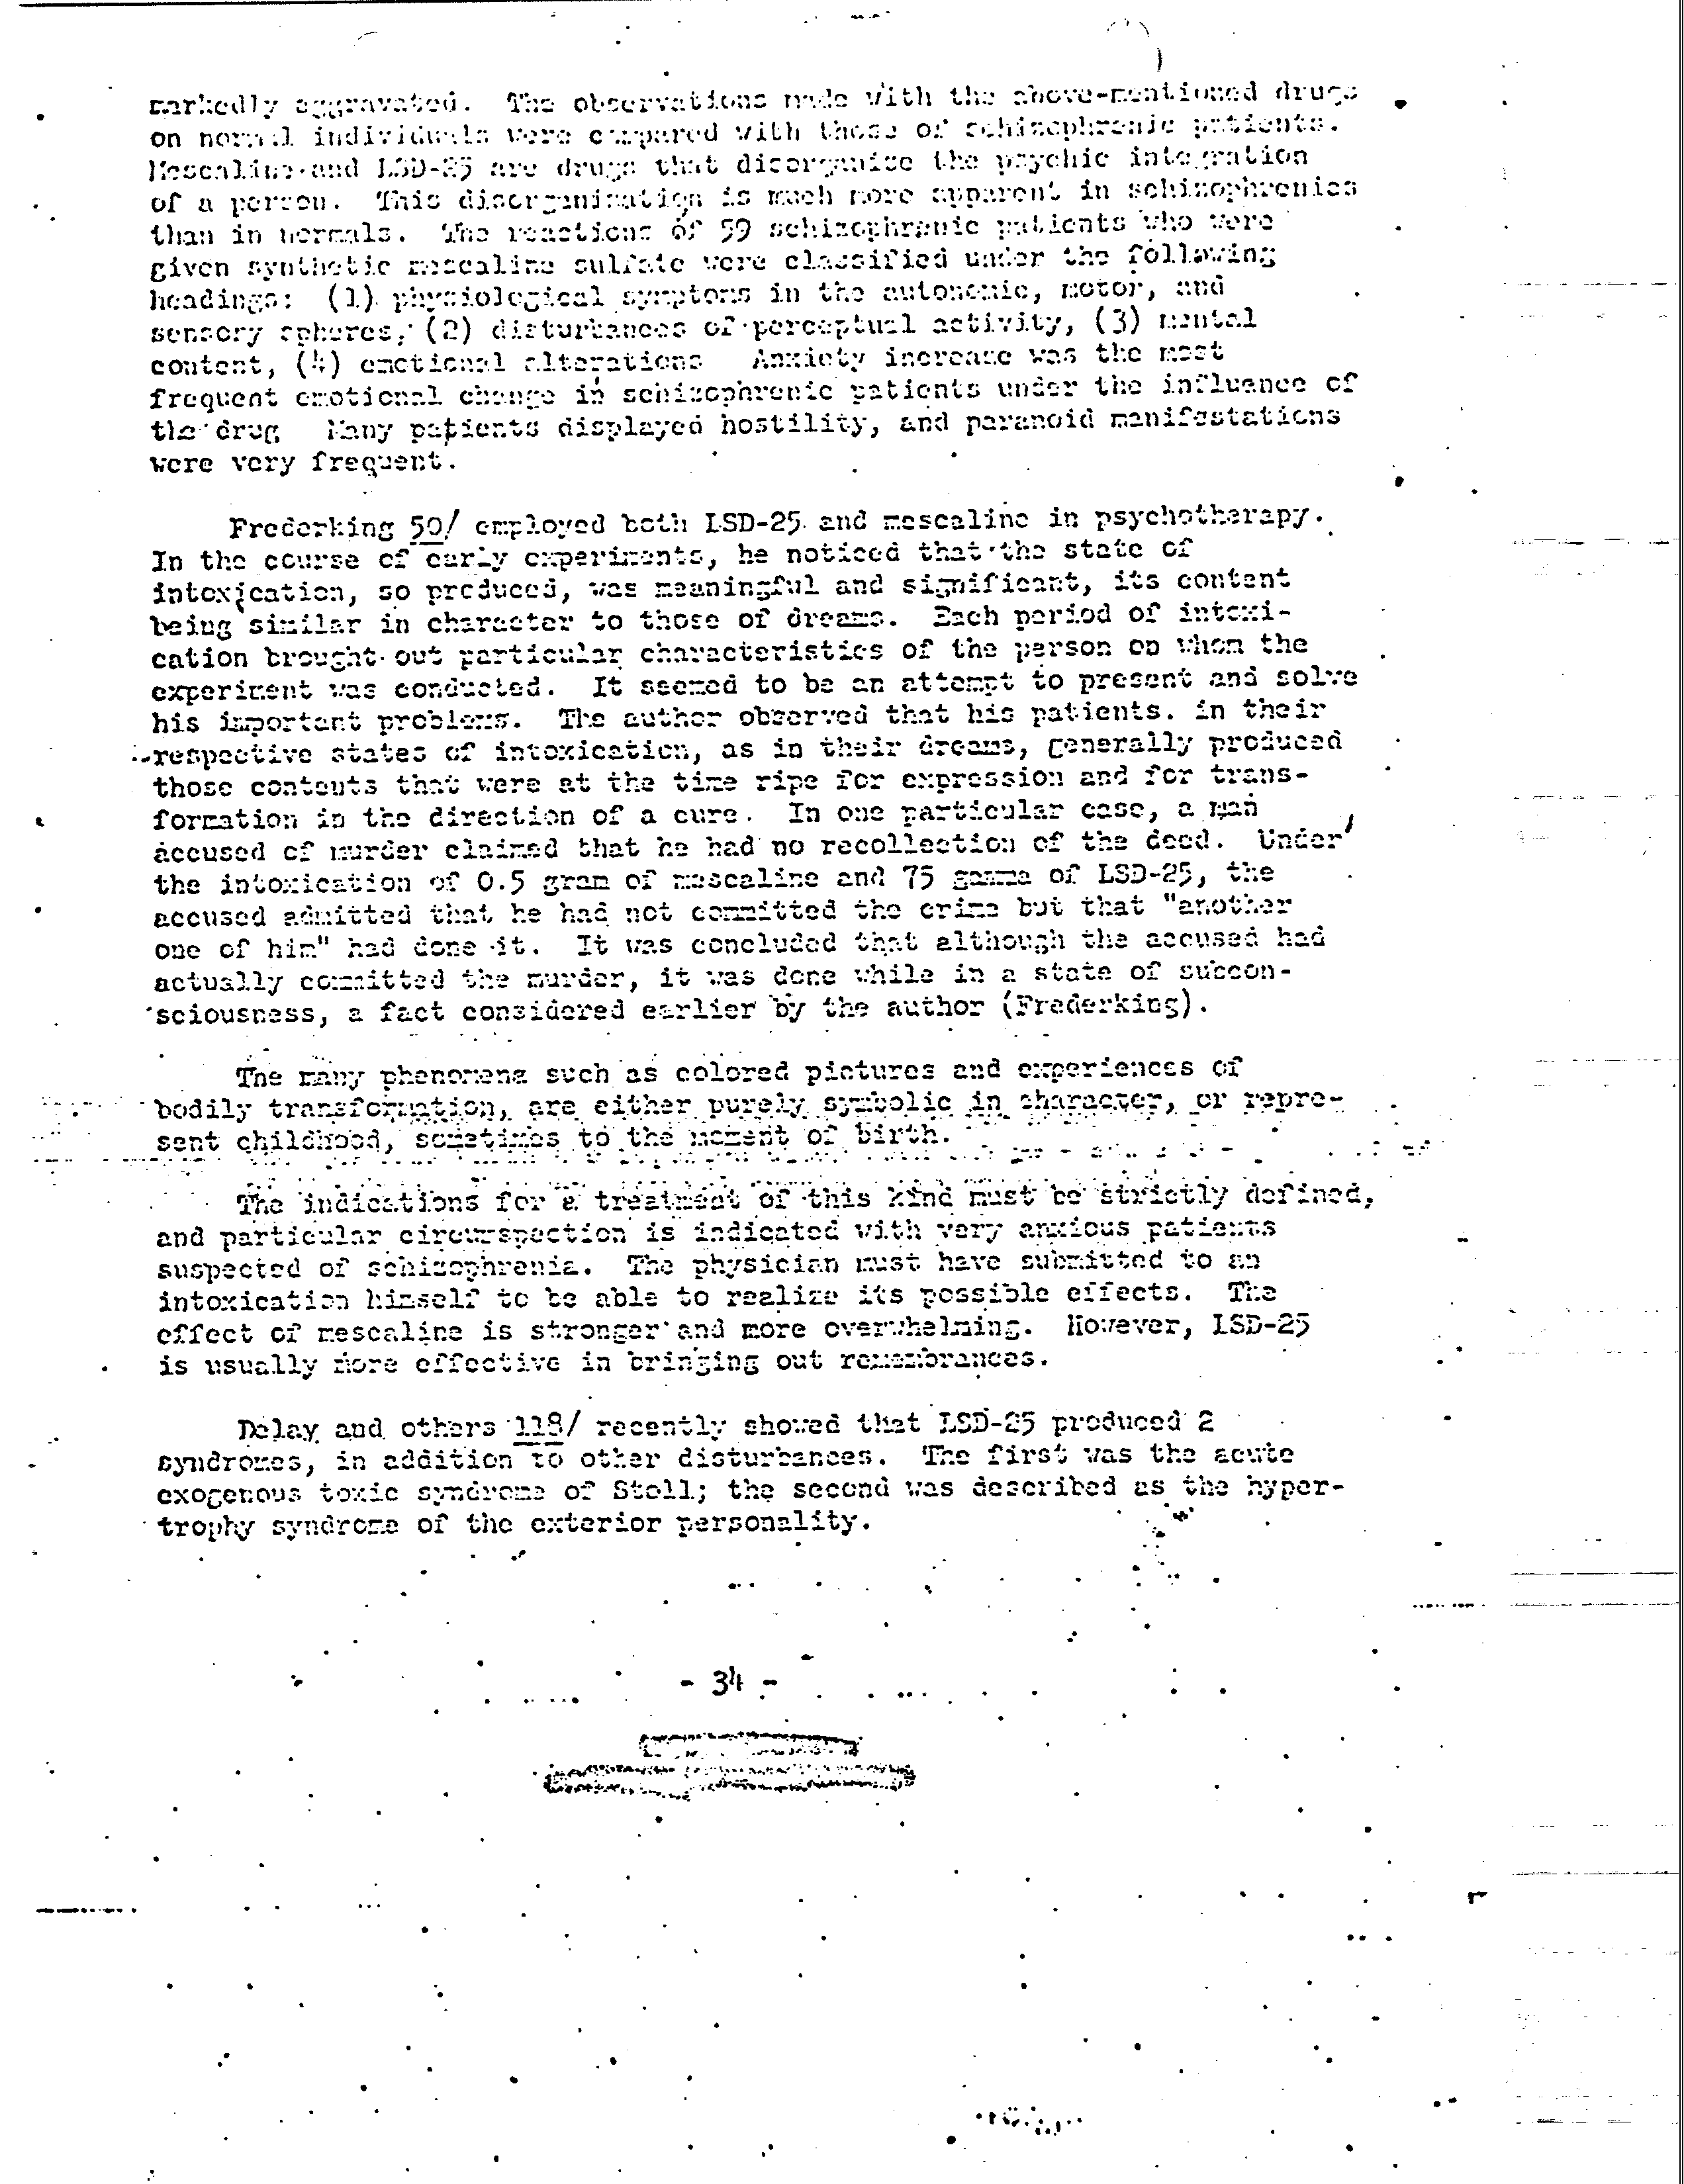 markedly aggravated. The observations made with the above-mentioned drugs
on normal individuals were compared with those of schizophrenic patients.
Mescaline and LSD-25 are drugs that disorganize the psychic integration
of a person. This disorganization is much more apparent in schizophrenics
than in normals. The reactions of 59 schizophrenic patients who were
given synthetic mescaline sulfate were classified under the following
headings: (1) physiological symptoms in the autonomic, motor, and
sensory spheres, (2) disturbances of perceptual activity, (3) mental
content, (4) emotional alterations Anxiety increase was the most
frequent emotional change in schizophrenic patients under the influence of
the drug Many patients displayed hostility, and paranoid manifestations
were very frequent.
Frederking 50/ employed both LSD-25 and mescaline in psychotherapy.
In the course of early experiments, he noticed that the state of
intoxication, so produced, was meaningful and significant, its content
being similar in character to those of dreams. Each period of intoxi-
cation brought out particular characteristics of the person on whom the
experiment was conducted. It seemed to be an attempt to present and solve
his important problems. The author observed that his patients. in their
respective states of intoxication, as in their dreams, generally produced
those contents that were at the time ripe for expression and for trans-
formation in the direction of a cure. In one particular case, a man
accused of murder claimed that he had no recollection of the deed. Under
the intoxication of 0.5 gram of mescaline and 75 gamma of LSD-25, the
accused admitted that he had not committed the crime but that "another
one of him" had done it. It was concluded that although the accused had
actually committed the murder, it was done while in a state of subcon-
sciousness, a fact considered earlier by the author (Frederking).
The many phenomena such as colored pictures and experiences of
bodily transformation, are either purely symbolic in character, or repre-
sent childhood, sometimes to the moment of birth.
The indications for a treatment of this kind must be strictly defined,
and particular circumspection is indicated with very anxious patients
suspected of schizophrenia. The physician must have submitted to an
intoxication himself to be able to realize its possible effects. The
effect of mescaline is stronger and more overwhelming. However, LSD-25
is usually more effective in bringing out remembrances.
Delay and others 118/ recently showed that LSD-25 produced 2
syndromes, in addition to other disturbances. The first was the acute
exogenous toxic syndrome of Stoll; the second was described as the hyper-
trophy syndrome of the exterior personality.
- 34 -